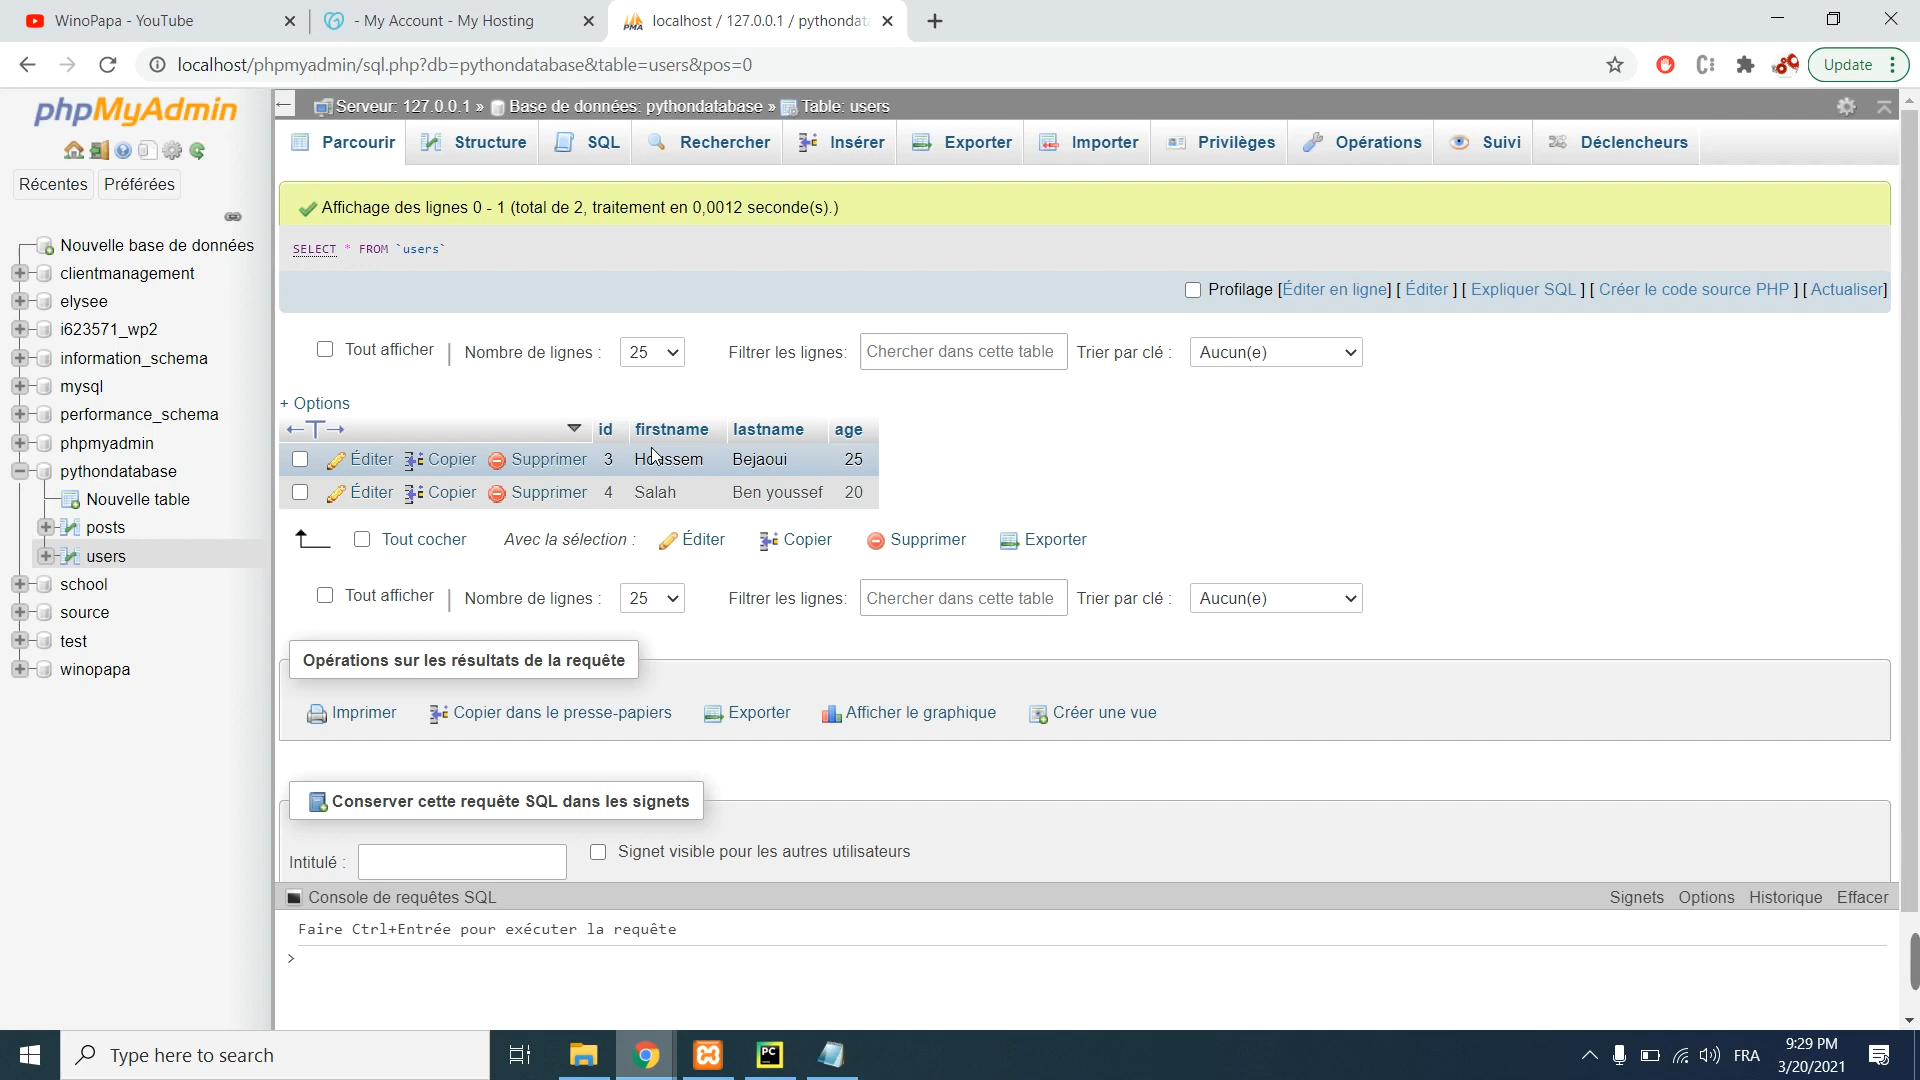 WinoPapa - YouTube
- My Account - My Hosting
localhost / 127.0.0.1 / pythondata
localhost/phpmyadmin/sql.php?db=pythondatabase&table=users&pos=0
Update
phpMyAdmin
Récentes
Préférées
Nouvelle base de données
clientmanagement
elysee
i623571_wp2
information_schema
mysql
performance_schema
phpmyadmin
pythondatabase
Nouvelle table
posts
users
school
source
test
winopapa
Serveur: 127.0.0.1 » Base de données: pythondatabase » Table: users
Parcourir Structure SQL Rechercher Insérer Exporter Importer Privilèges Opérations Suivi Déclencheurs
Affichage des lignes 0 - 1 (total de 2, traitement en 0,0012 seconde(s).)
SELECT * FROM `users`
Profilage [Éditer en ligne] [ Éditer ] [ Expliquer SQL ] [ Créer le code source PHP ] [ Actualiser]
Tout afficher | Nombre de lignes : 25 Filtrer les lignes: Chercher dans cette table Trier par clé : Aucun(e)
+ Options
←T→ id firstname lastname age
Éditer Copier Supprimer 3 Houssem Bejaoui 25
Éditer Copier Supprimer 4 Salah Ben youssef 20
Tout cocher Avec la sélection : Éditer Copier Supprimer Exporter
Tout afficher | Nombre de lignes : 25 Filtrer les lignes: Chercher dans cette table Trier par clé : Aucun(e)
Opérations sur les résultats de la requête
Imprimer Copier dans le presse-papiers Exporter Afficher le graphique Créer une vue
Conserver cette requête SQL dans les signets
Intitulé : Signet visible pour les autres utilisateurs
Console de requêtes SQL Signets Options Historique Effacer
Faire Ctrl+Entrée pour exécuter la requête
>
Type here to search
FRA
9:29 PM
3/20/2021